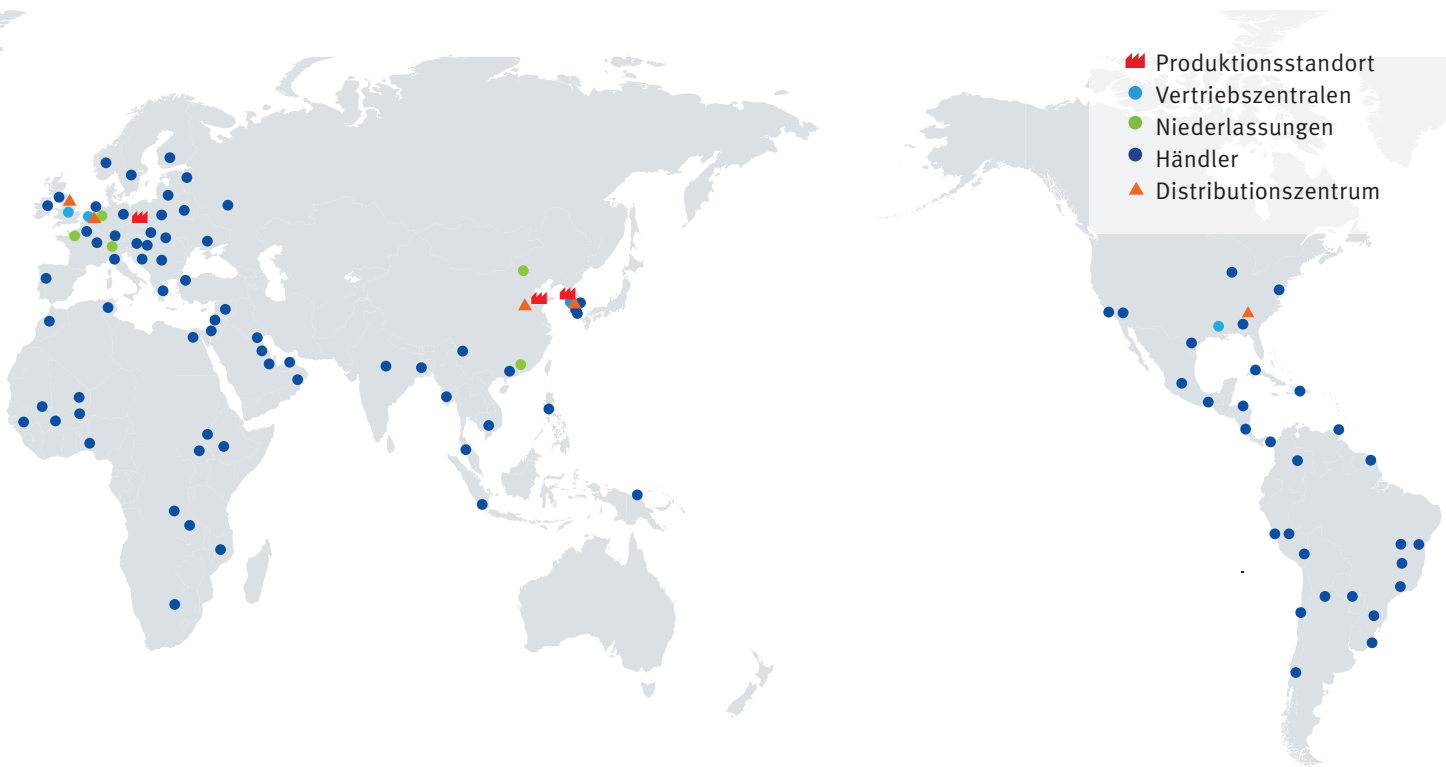 Produktionsstandort
Vertriebszentralen
Niederlassungen
Händler
Distributionszentrum